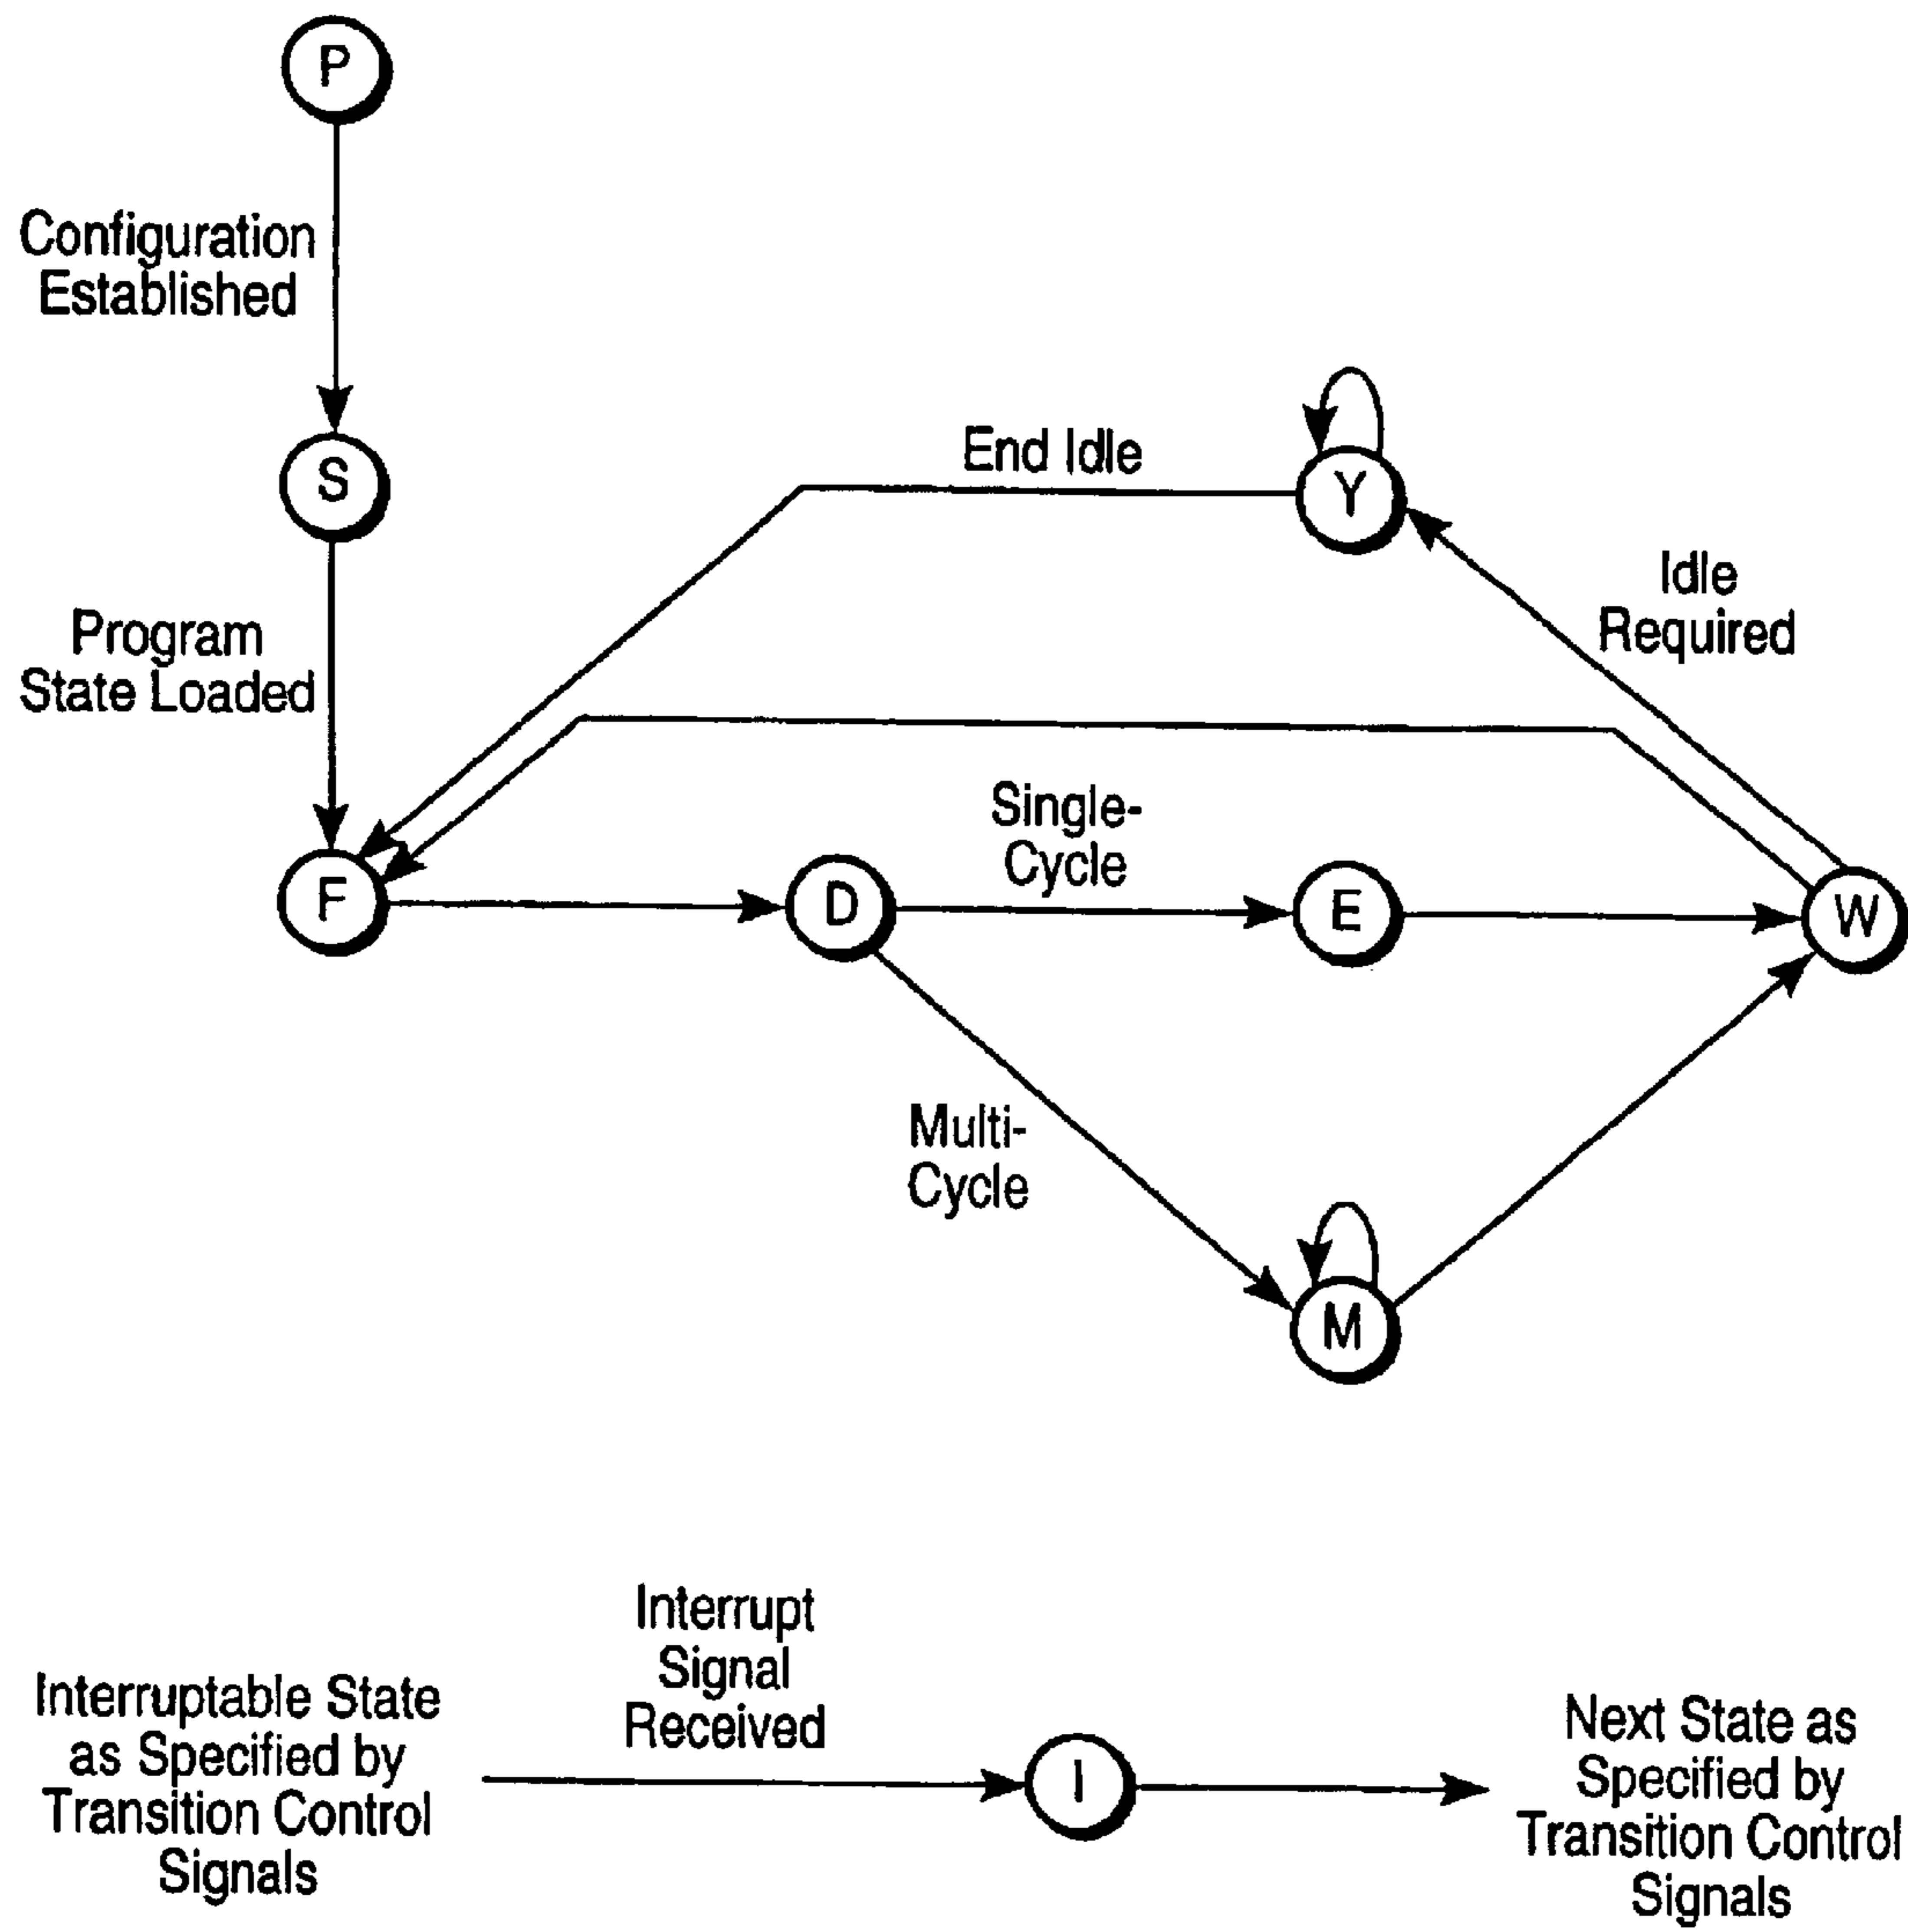 P
Configuration
Established
S
End Idle
Y
Idle
Required
Program
State Loaded
Single-
Cycle
F
D
E
W
Multi-
Cycle
M
Interrupt
Signal
Received
Interruptable State
as Specified by
Transition Control
Signals
I
Next State as
Specified by
Transition Control
Signals